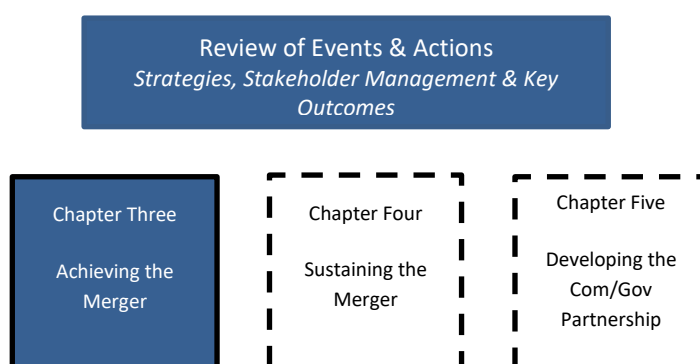 Review of Events & Actions
Strategies, Stakeholder Management & Key
Outcomes
Chapter Three
Achieving the
Merger
Chapter Four
Sustaining the
Merger
Chapter Five
Developing the
Com/Gov
Partnership